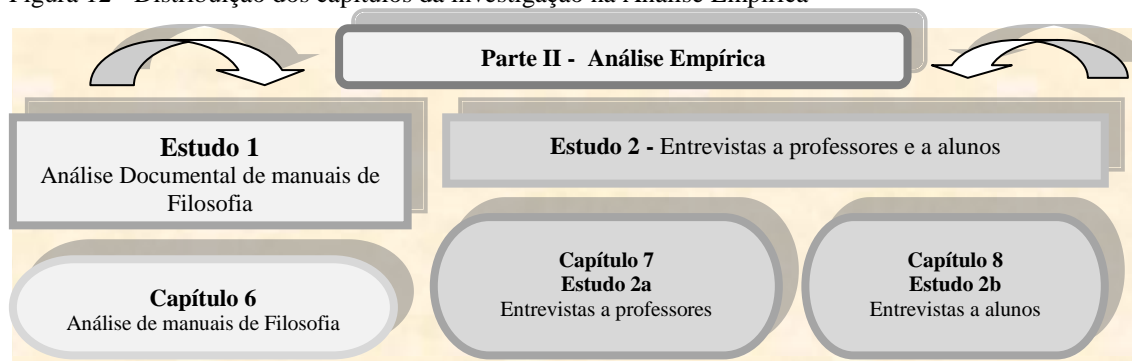 Figura 12 - Distribuição dos capítulos da investigação na Análise Empírica
Parte II - Análise Empírica
Estudo 1
Análise Documental de manuais de
Filosofia
Estudo 2 - Entrevistas a professores e a alunos
Capítulo 6
Análise de manuais de Filosofia
Capítulo 7
Estudo 2a
Entrevistas a professores
Capítulo 8
Estudo 2b
Entrevistas a alunos